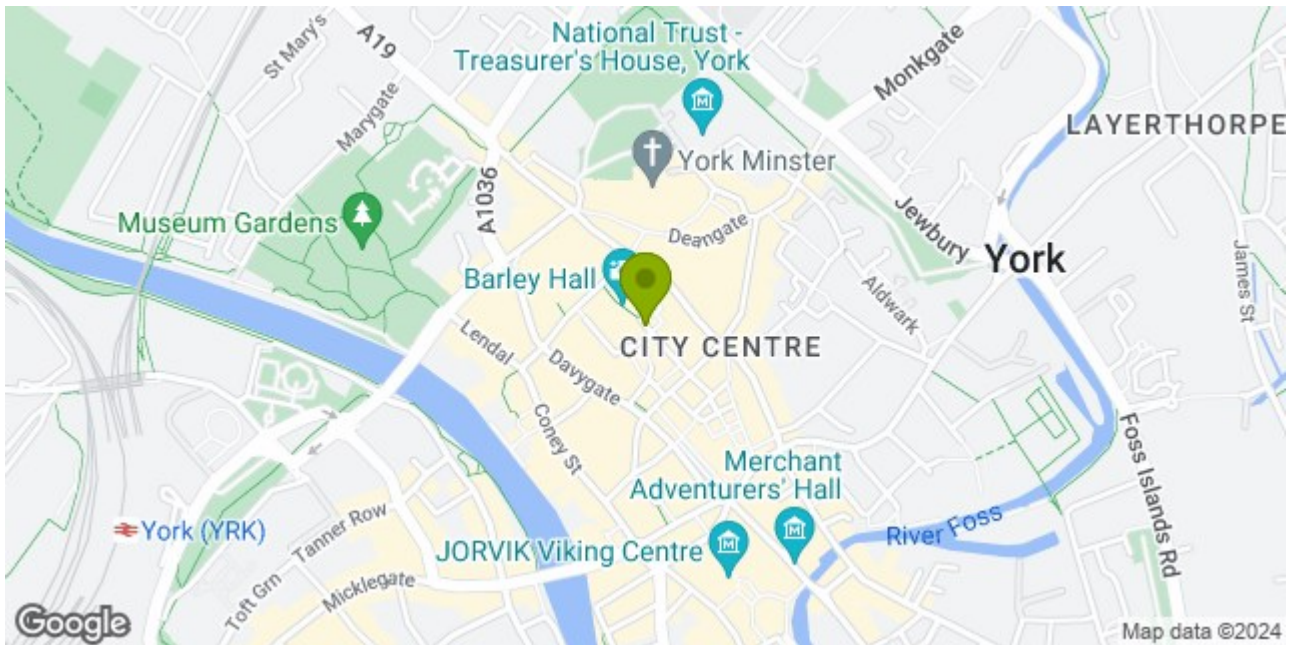 St Mary's
A19
National Trust -
Treasurer's House, York
Monkgate
LAYERTHORPE
Marygate
York Minster
A1036
Museum Gardens
Deangate
Jewbury
York
James St
Barley Hall
Aldwark
Lendal
CITY CENTRE
Davygate
Coney St
Foss Islands Rd
Merchant
Adventurers' Hall
River Foss
York (YRK)
Tanner Row
JORVIK Viking Centre
Toft Grn
Micklegate
Google
Map data ©2024